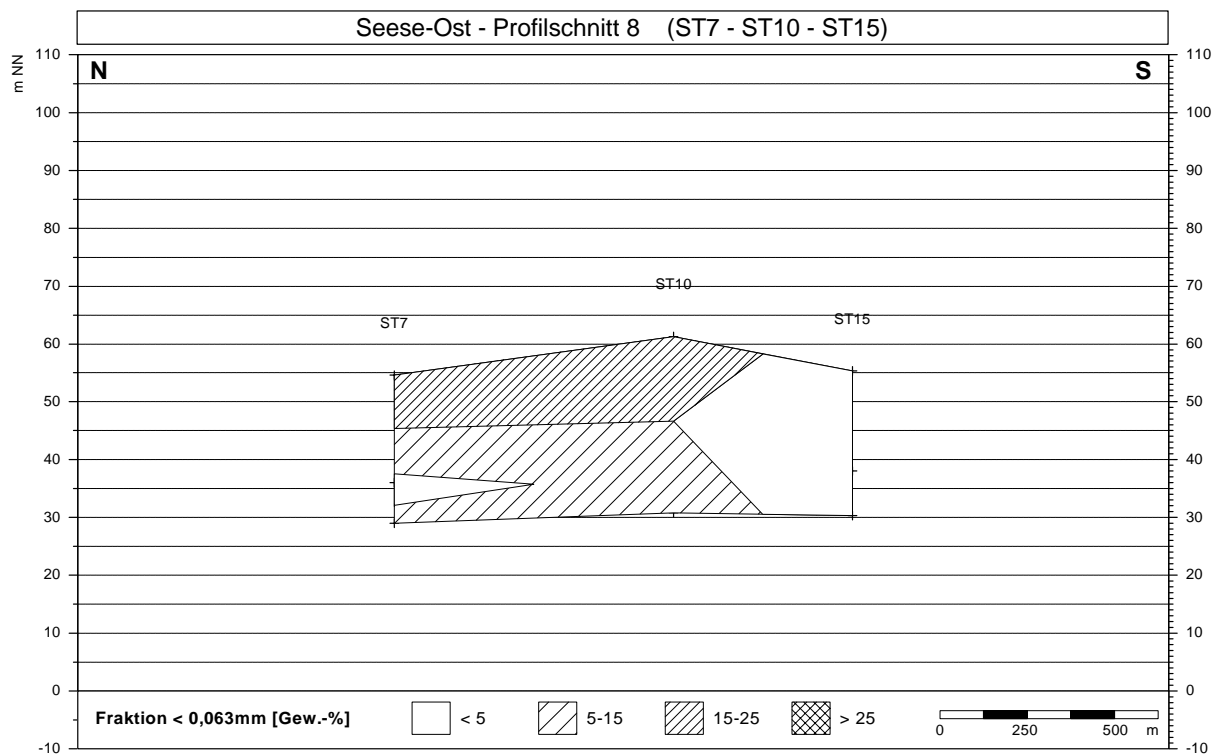 Seese-Ost - Profilschnitt 8 (ST7 - ST10 - ST15)
m NN
N S
110 110
100 100
90 90
80 80
70 70
60 60
50 50
40 40
30 30
20 20
10 10
0 0
-10 -10
ST10
ST7
ST15
Fraktion < 0,063mm [Gew.-%] < 5 5-15 15-25 > 25
0 250 500 m